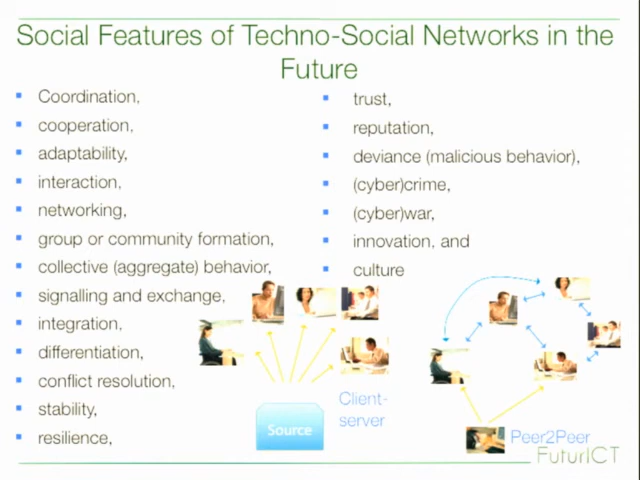 Social Features of Techno-Social Networks in the
Future
Coordination,
cooperation,
adaptability,
interaction,
networking,
group or community formation,
collective (aggregate) behavior,
signalling and exchange,
integration,
differentiation,
conflict resolution,
stability,
resilience,
trust,
reputation,
deviance (malicious behavior),
(cyber)crime,
(cyber)war,
innovation, and
culture
Client-
server
Source
Peer2Peer
FuturICT